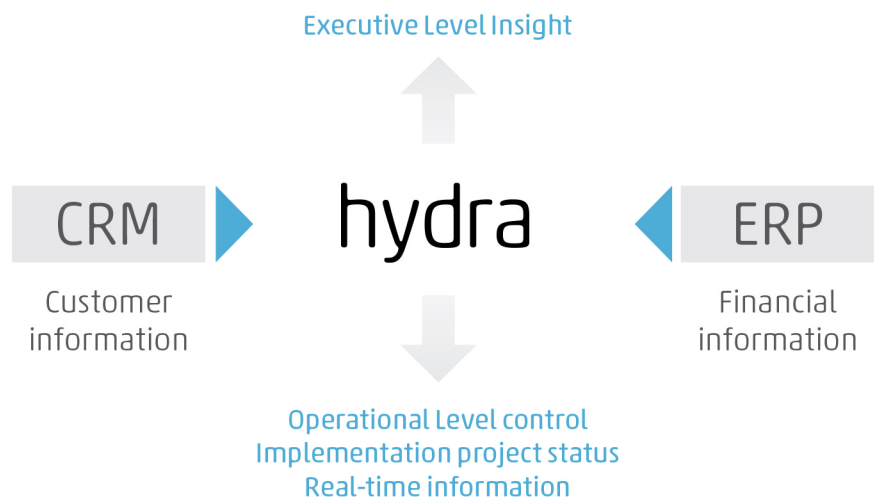 Executive Level Insight
CRM
hydra
ERP
Customer
information
Financial
information
Operational Level control
Implementation project status
Real-time information